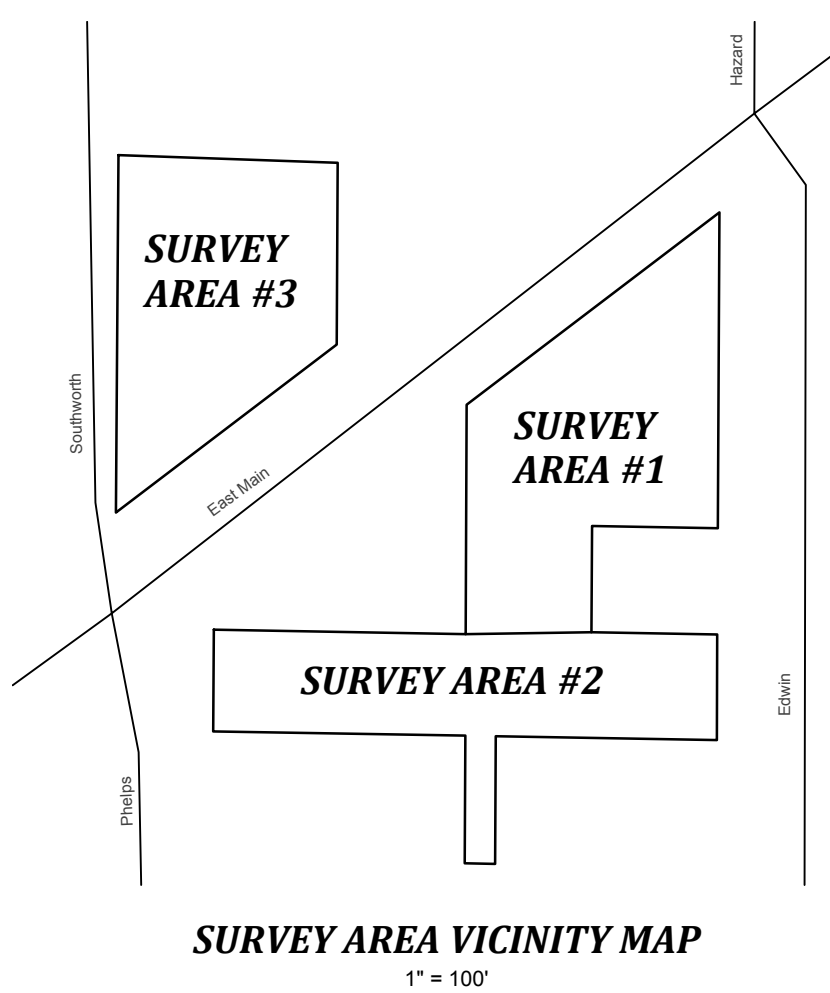 Hazard
SURVEY
AREA #3
Southworth
SURVEY
AREA #1
East Main
SURVEY AREA #2
Edwin
Phelps
SURVEY AREA VICINITY MAP
1" = 100'